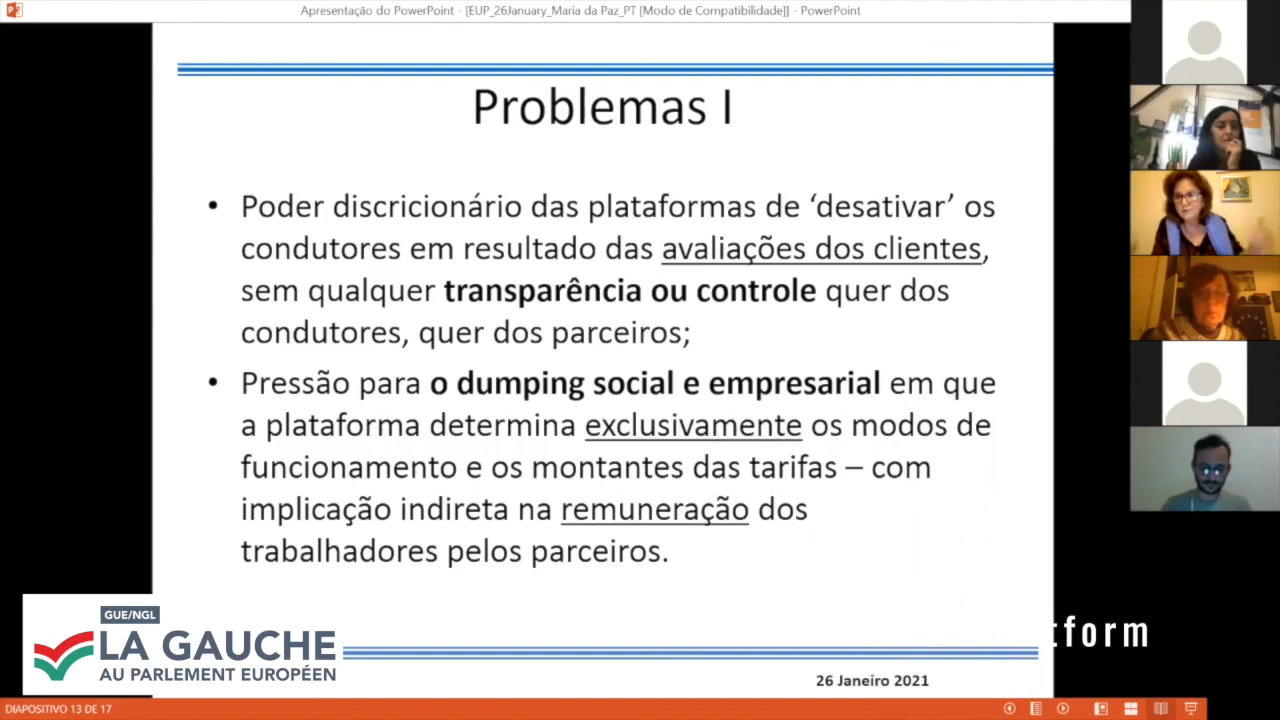 Apresentação do PowerPoint - [EUP_26January_Maria da Paz_PT [Modo de Compatibilidade]] - PowerPoint
Problemas I
• Poder discricionário das plataformas de ‘desativar’ os
condutores em resultado das avaliações dos clientes,
sem qualquer transparência ou controle quer dos
condutores, quer dos parceiros;
• Pressão para o dumping social e empresarial em que
a plataforma determina exclusivamente os modos de
funcionamento e os montantes das tarifas – com
implicação indireta na remuneração dos
trabalhadores pelos parceiros.
GUE/NGL
LA GAUCHE
AU PARLEMENT EUROPÉEN
tform
26 Janeiro 2021
DIAPOSITIVO 13 DE 17